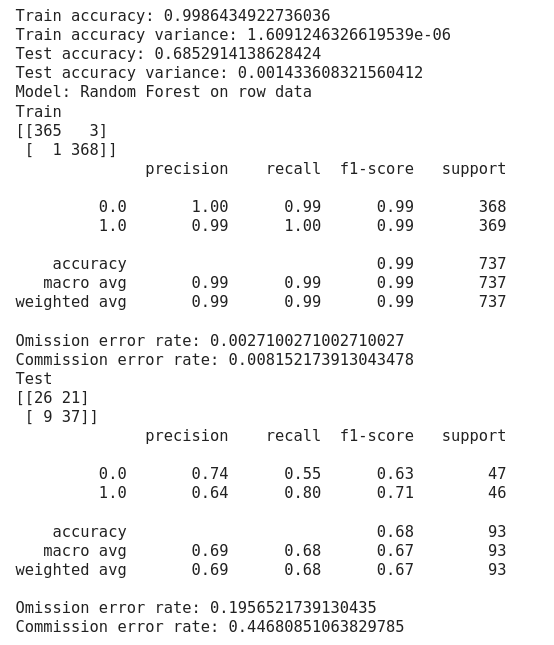 Train accuracy: 0.9986434922736036
Train accuracy variance: 1.6091246326619539e-06
Test accuracy: 0.6852914138628424
Test accuracy variance: 0.001433608321560412
Model: Random Forest on row data
Train
[[365   3]
 [  1 368]]
              precision    recall  f1-score   support

         0.0       1.00      0.99      0.99       368
         1.0       0.99      1.00      0.99       369

    accuracy                           0.99       737
   macro avg       0.99      0.99      0.99       737
weighted avg       0.99      0.99      0.99       737

Omission error rate: 0.0027100271002710027
Commission error rate: 0.008152173913043478
Test
[[26 21]
 [ 9 37]]
              precision    recall  f1-score   support

         0.0       0.74      0.55      0.63        47
         1.0       0.64      0.80      0.71        46

    accuracy                           0.68        93
   macro avg       0.69      0.68      0.67        93
weighted avg       0.69      0.68      0.67        93

Omission error rate: 0.1956521739130435
Commission error rate: 0.44680851063829785